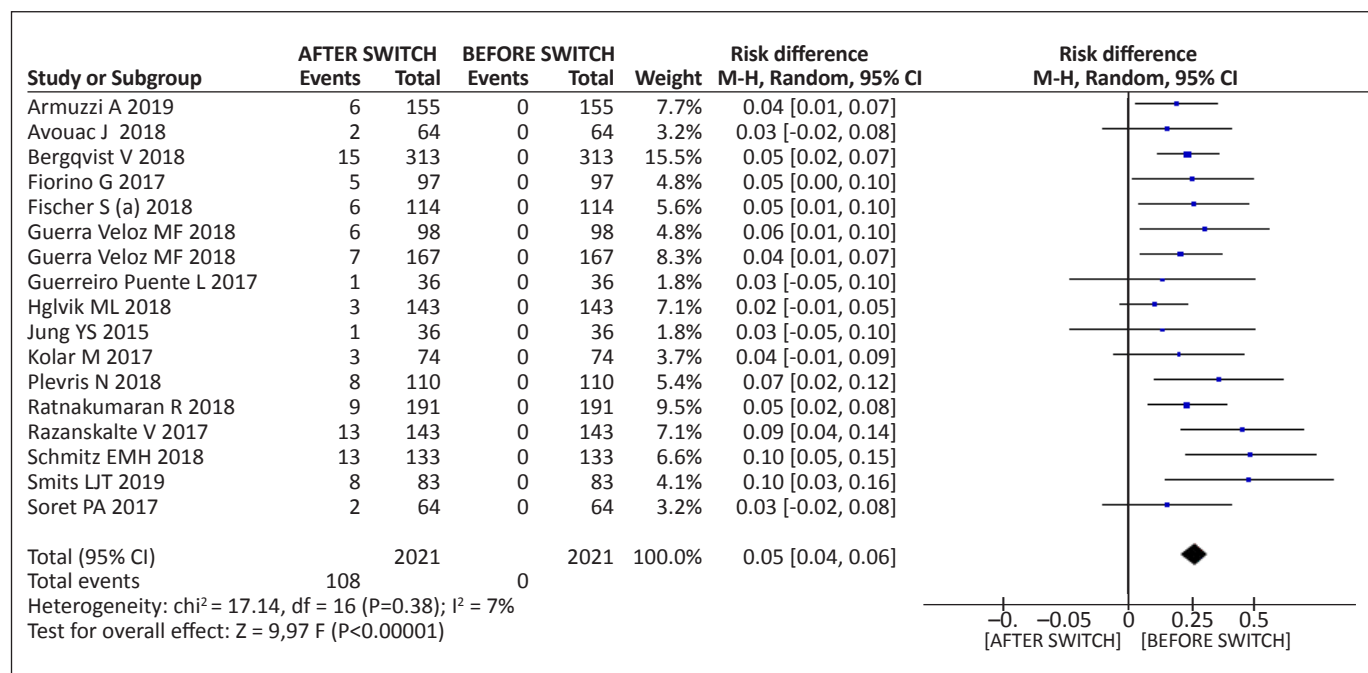 AFTER SWITCH BEFORE SWITCH Risk difference Risk difference
Study or Subgroup Events Total Events Total Weight M-H, Random, 95% CI M-H, Random, 95% CI
Armuzzi A 2019 6 155 0 155 7.7% 0.04 [0.01, 0.07]
Avouac J 2018 2 64 0 64 3.2% 0.03 [-0.02, 0.08]
Bergqvist V 2018 15 313 0 313 15.5% 0.05 [0.02, 0.07]
Fiorino G 2017 5 97 0 97 4.8% 0.05 [0.00, 0.10]
Fischer S (a) 2018 6 114 0 114 5.6% 0.05 [0.01, 0.10]
Guerra Veloz MF 2018 6 98 0 98 4.8% 0.06 [0.01, 0.10]
Guerra Veloz MF 2018 7 167 0 167 8.3% 0.04 [0.01, 0.07]
Guerreiro Puente L 2017 1 36 0 36 1.8% 0.03 [-0.05, 0.10]
Hglvik ML 2018 3 143 0 143 7.1% 0.02 [-0.01, 0.05]
Jung YS 2015 1 36 0 36 1.8% 0.03 [-0.05, 0.10]
Kolar M 2017 3 74 0 74 3.7% 0.04 [-0.01, 0.09]
Plevris N 2018 8 110 0 110 5.4% 0.07 [0.02, 0.12]
Ratnakumaran R 2018 9 191 0 191 9.5% 0.05 [0.02, 0.08]
Razanskalte V 2017 13 143 0 143 7.1% 0.09 [0.04, 0.14]
Schmitz EMH 2018 13 133 0 133 6.6% 0.10 [0.05, 0.15]
Smits LJT 2019 8 83 0 83 4.1% 0.10 [0.03, 0.16]
Soret PA 2017 2 64 0 64 3.2% 0.03 [-0.02, 0.08]
Total (95% CI) 2021 2021 100.0% 0.05 [0.04, 0.06]
Total events 108 0
Heterogeneity: chi² = 17.14, df = 16 (P=0.38); I² = 7%
Test for overall effect: Z = 9,97 F (P<0.00001)
−0. −0.05 0 0.25 0.5
[AFTER SWITCH] [BEFORE SWITCH]